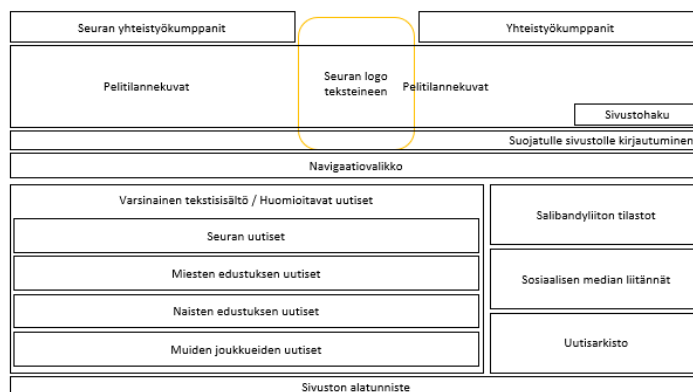 Seuran yhteistyökumppanit
Yhteistyökumppanit
Pelitilannekuvat
Seuran logo
teksteineen
Pelitilannekuvat
Sivustohaku
Suojatulle sivustolle kirjautuminen
Navigaatiovalikko
Varsinainen tekstisisältö / Huomioitavat uutiset
Seuran uutiset
Miesten edustuksen uutiset
Naisten edustuksen uutiset
Muiden joukkueiden uutiset
Salibandyliiton tilastot
Sosiaalisen median liitännät
Uutisarkisto
Sivuston alatunniste